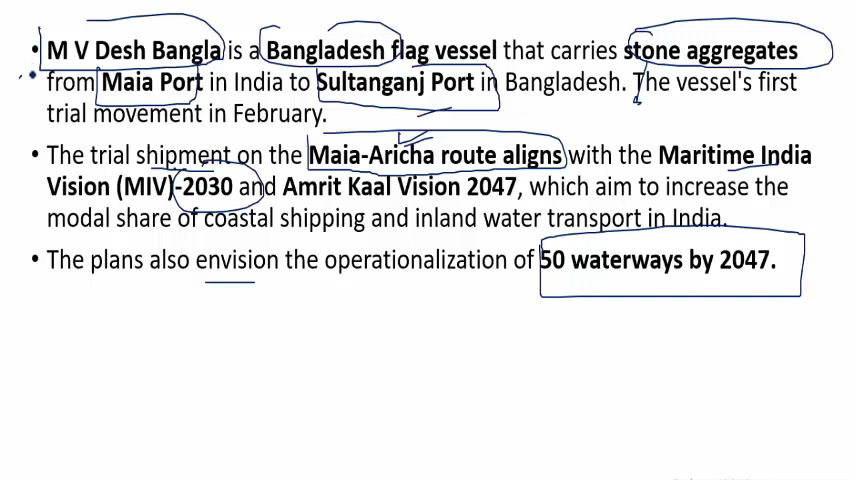 • M V Desh Bangla is a Bangladesh flag vessel that carries stone aggregates
from Maia Port in India to Sultanganj Port in Bangladesh. The vessel's first
trial movement in February.
• The trial shipment on the Maia-Aricha route aligns with the Maritime India
Vision (MIV)-2030 and Amrit Kaal Vision 2047, which aim to increase the
modal share of coastal shipping and inland water transport in India.
• The plans also envision the operationalization of 50 waterways by 2047.